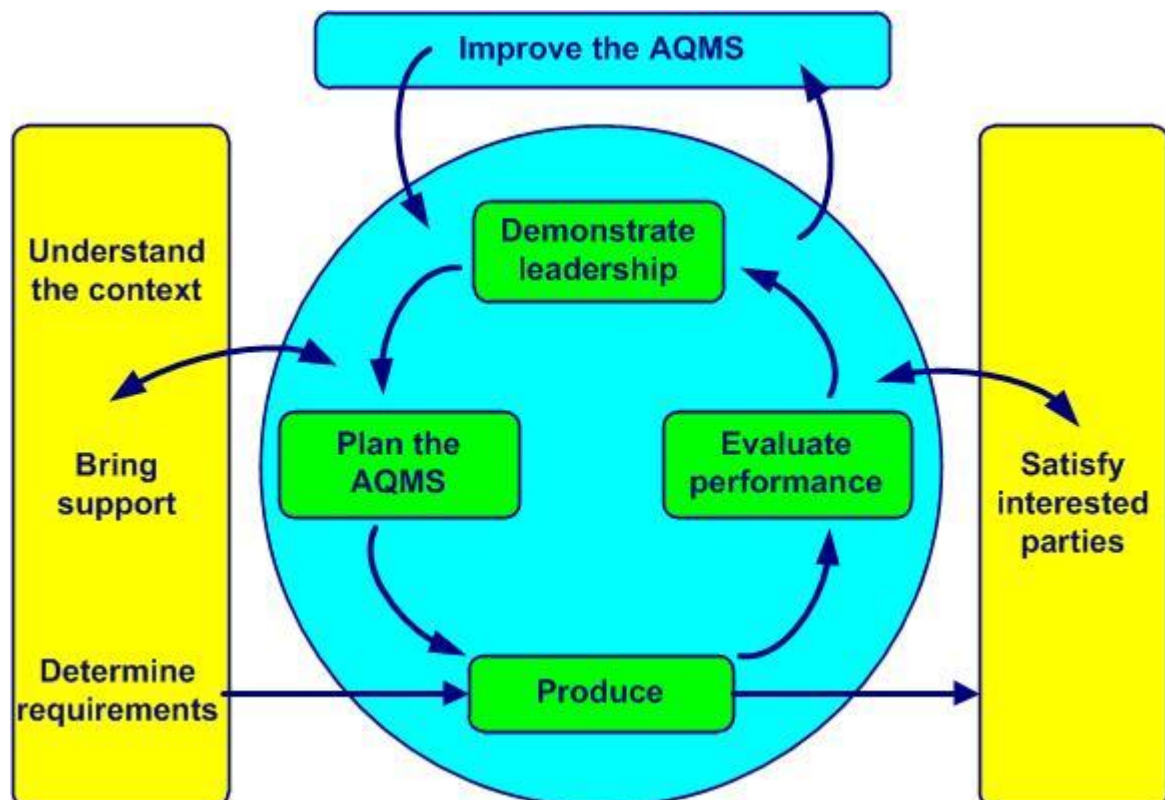 Improve the AQMS
Understand
the context
Bring
support
Determine
requirements
Demonstrate
leadership
Plan the
AQMS
Evaluate
performance
Produce
Satisfy
interested
parties